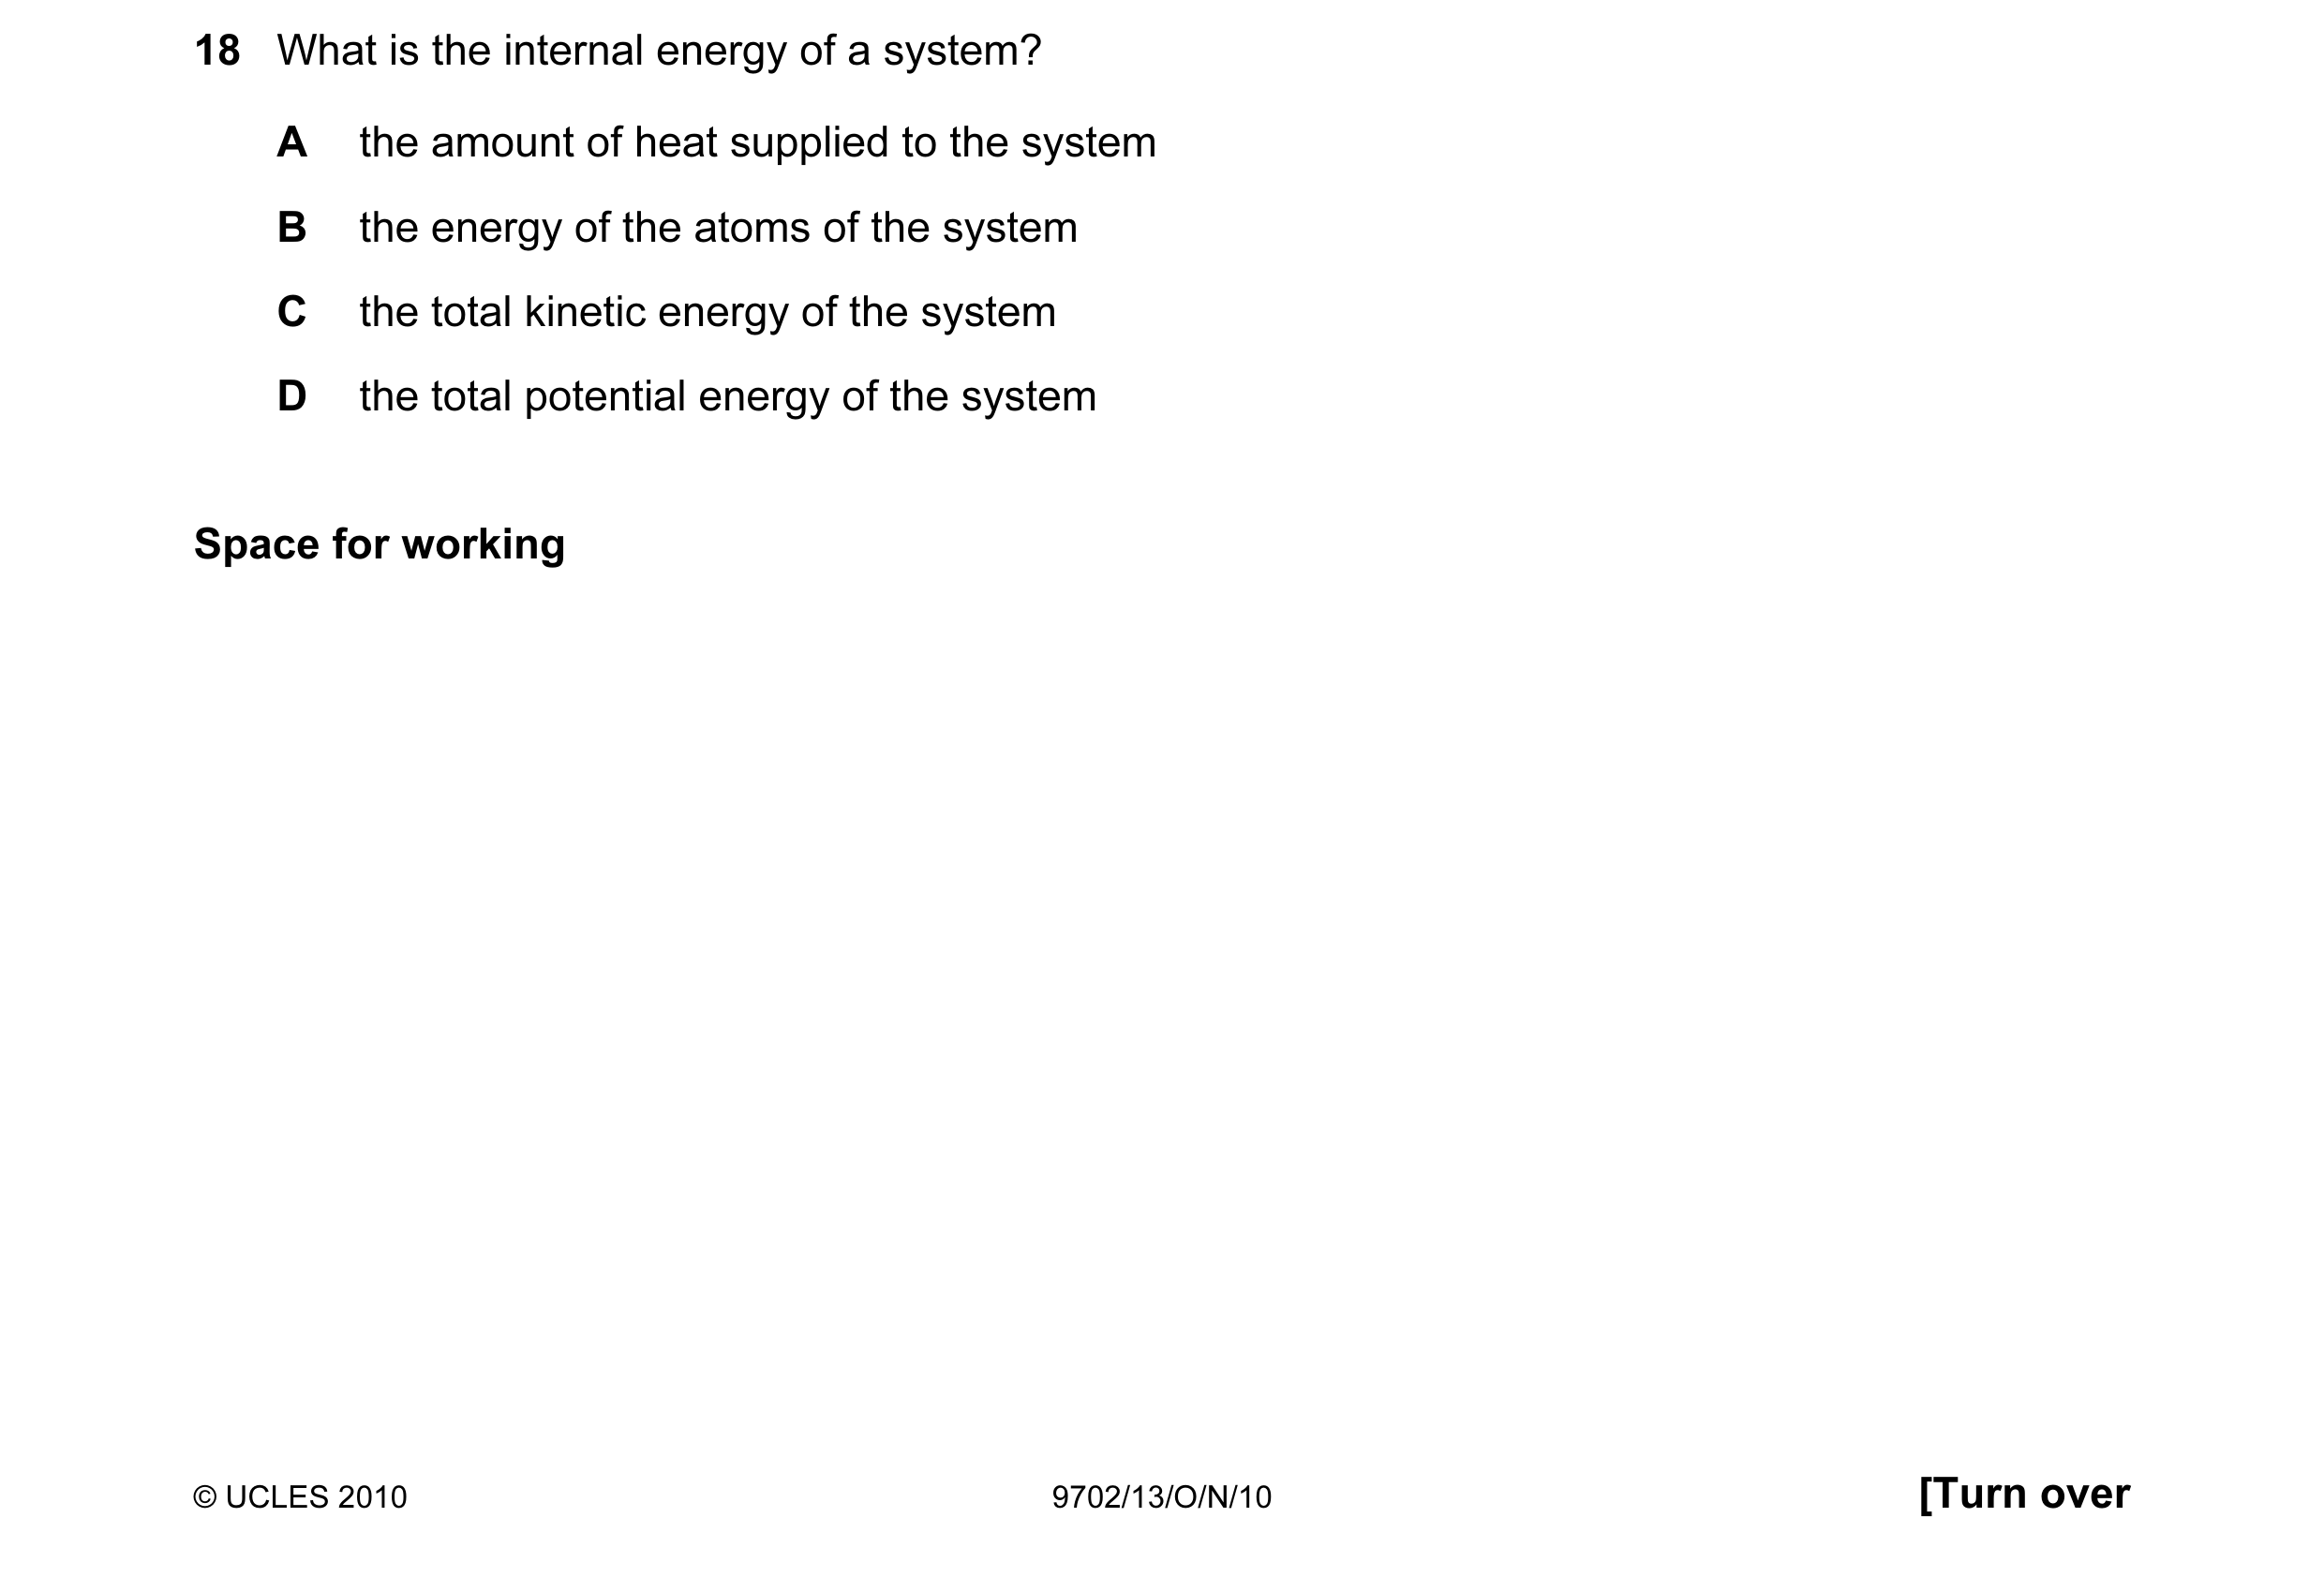 18 What is the internal energy of a system?
A the amount of heat supplied to the system
B the energy of the atoms of the system
C the total kinetic energy of the system
D the total potential energy of the system
Space for working
© UCLES 2010 9702/13/O/N/10 [Turn over